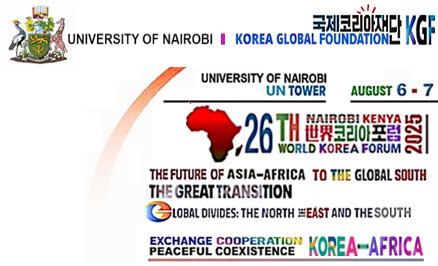 국제코리아재단 KGF
UNIVERSITY OF NAIROBI | KOREA GLOBAL FOUNDATION
UNIVERSITY OF NAIROBI
UN TOWER AUGUST 6 - 7
26TH NAIROBI KENYA
世界코리아포럼 2025
WORLD KOREA FORUM
THE FUTURE OF ASIA-AFRICA TO THE GLOBAL SOUTH
THE GREAT TRANSITION
GLOBAL DIVIDES: THE NORTH THE EAST AND THE SOUTH
EXCHANGE COOPERATION KOREA-AFRICA
PEACEFUL COEXISTENCE